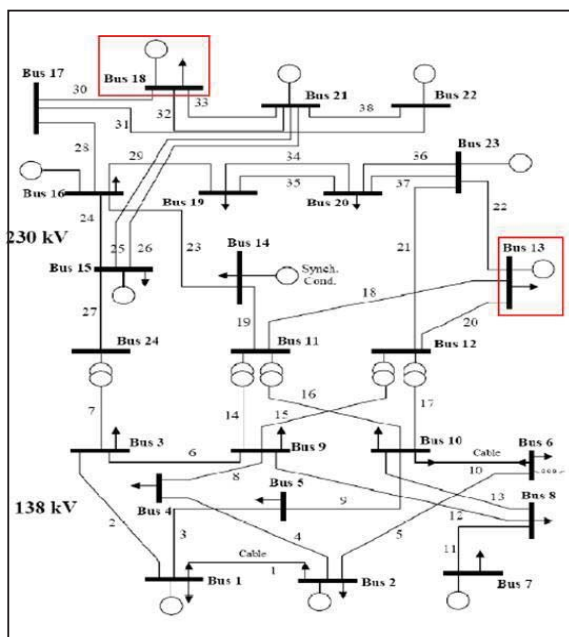 Bus 17
Bus 18
Bus 21
Bus 22
30
33
32
31
38
28
Bus 23
29
34
36
Bus 16
Bus 19
35
Bus 20
37
24
22
230 kV
25
26
23
Bus 14
21
Bus 13
Bus 15
Synch.
Cond.
18
27
19
20
Bus 24
Bus 11
Bus 12
7
14
16
15
17
Bus 3
Bus 9
Bus 10
Cable
Bus 6
6
8
10
138 kV
Bus 4
Bus 5
9
13
Bus 8
2
3
4
5
12
Cable
11
Bus 1
1
Bus 2
Bus 7